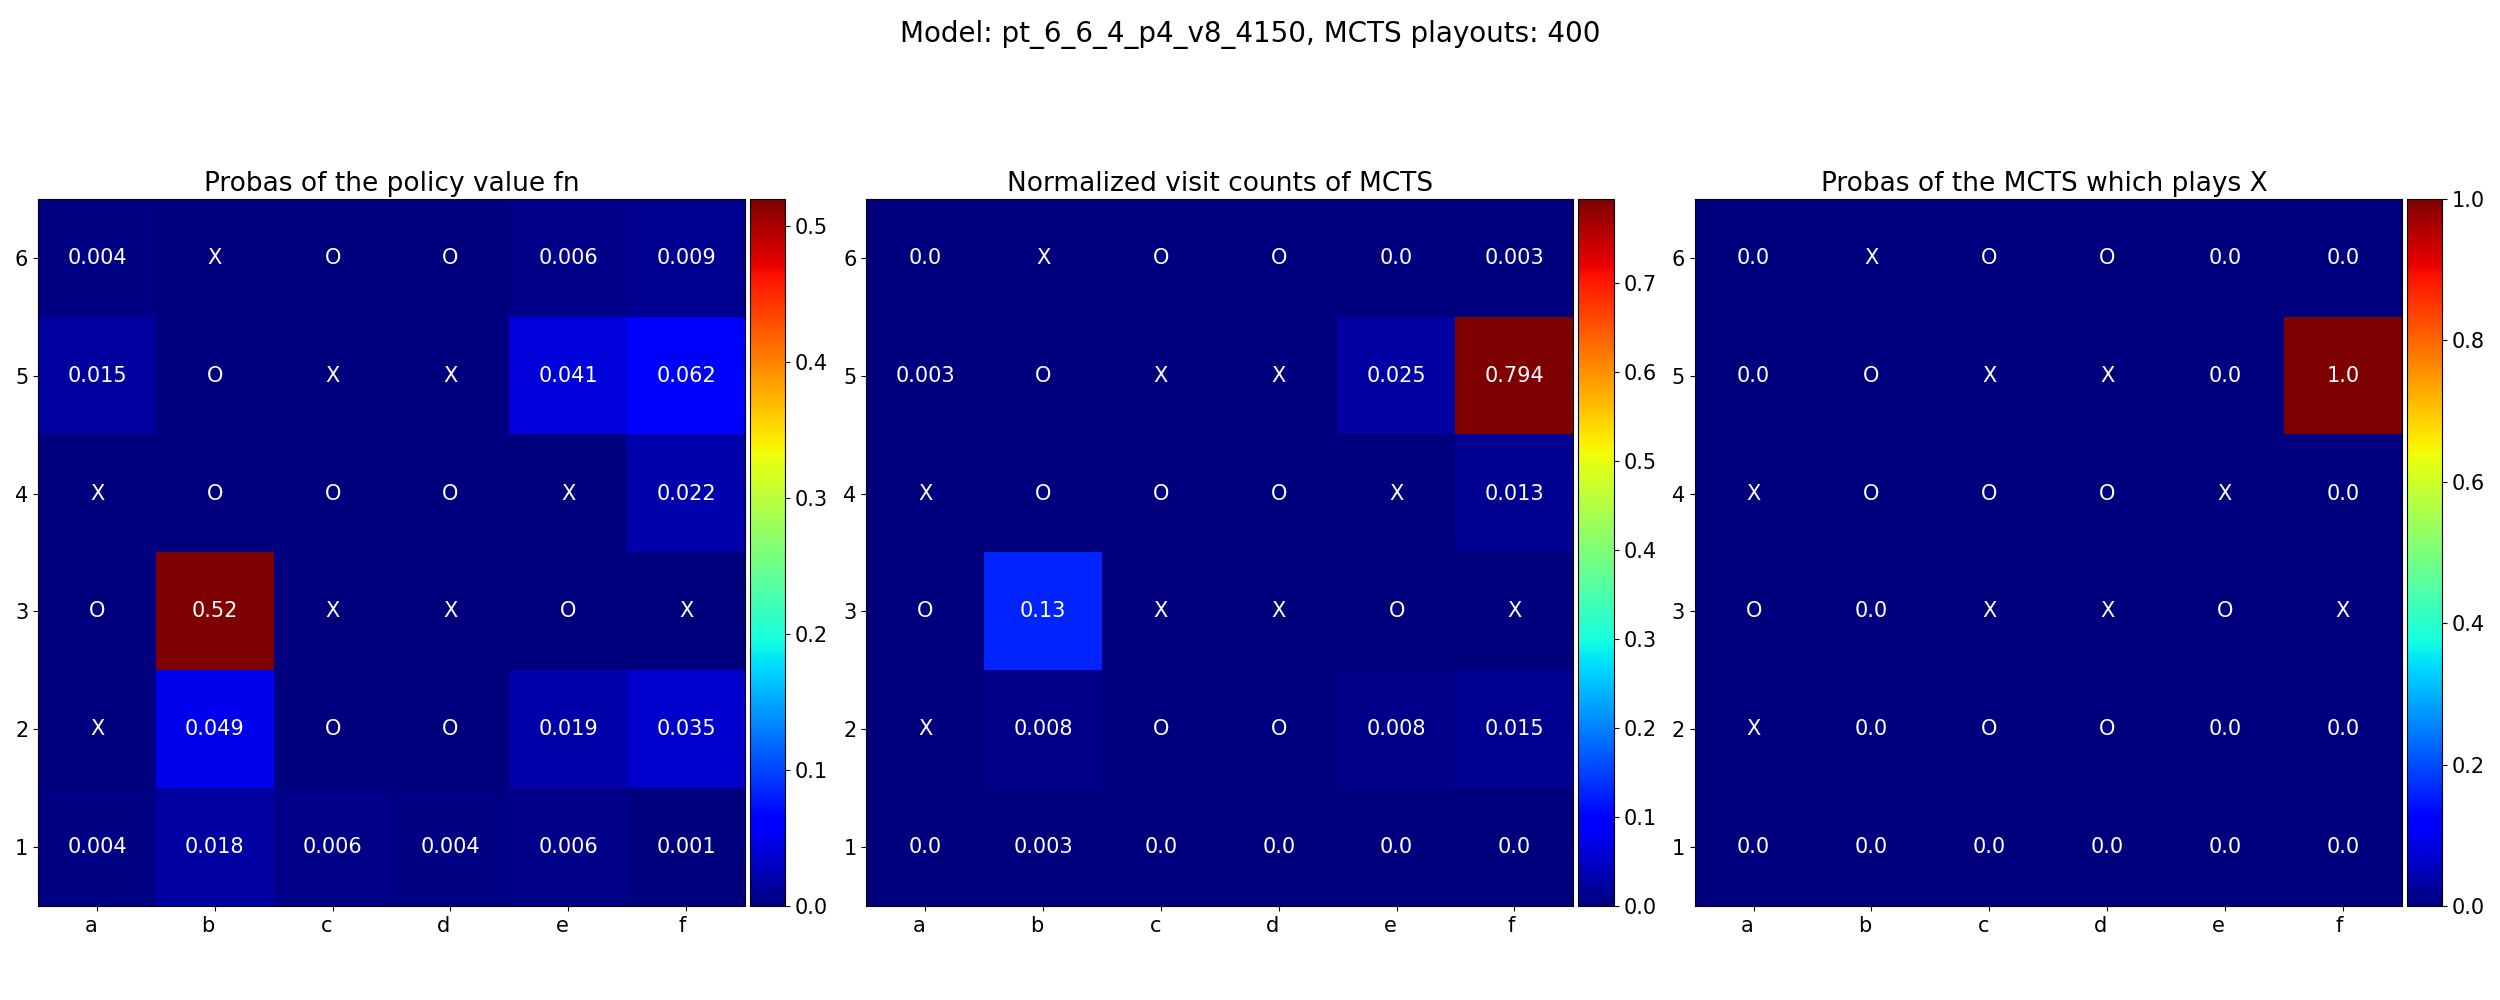 Model: pt_6_6_4_p4_v8_4150, MCTS playouts: 400
Probas of the policy value fn
6 0.004 X O O 0.006 0.009
5 0.015 O X X 0.041 0.062
4 X O O O X 0.022
3 O 0.52 X X O X
2 X 0.049 O O 0.019 0.035
1 0.004 0.018 0.006 0.004 0.006 0.001
a b c d e f
0.5
0.4
0.3
0.2
0.1
0.0
Normalized visit counts of MCTS
6 0.0 X O O 0.0 0.003
5 0.003 O X X 0.025 0.794
4 X O O O X 0.013
3 O 0.13 X X O X
2 X 0.008 O O 0.008 0.015
1 0.0 0.003 0.0 0.0 0.0 0.0
a b c d e f
0.7
0.6
0.5
0.4
0.3
0.2
0.1
0.0
Probas of the MCTS which plays X
6 0.0 X O O 0.0 0.0
5 0.0 O X X 0.0 1.0
4 X O O O X 0.0
3 O 0.0 X X O X
2 X 0.0 O O 0.0 0.0
1 0.0 0.0 0.0 0.0 0.0 0.0
a b c d e f
1.0
0.8
0.6
0.4
0.2
0.0